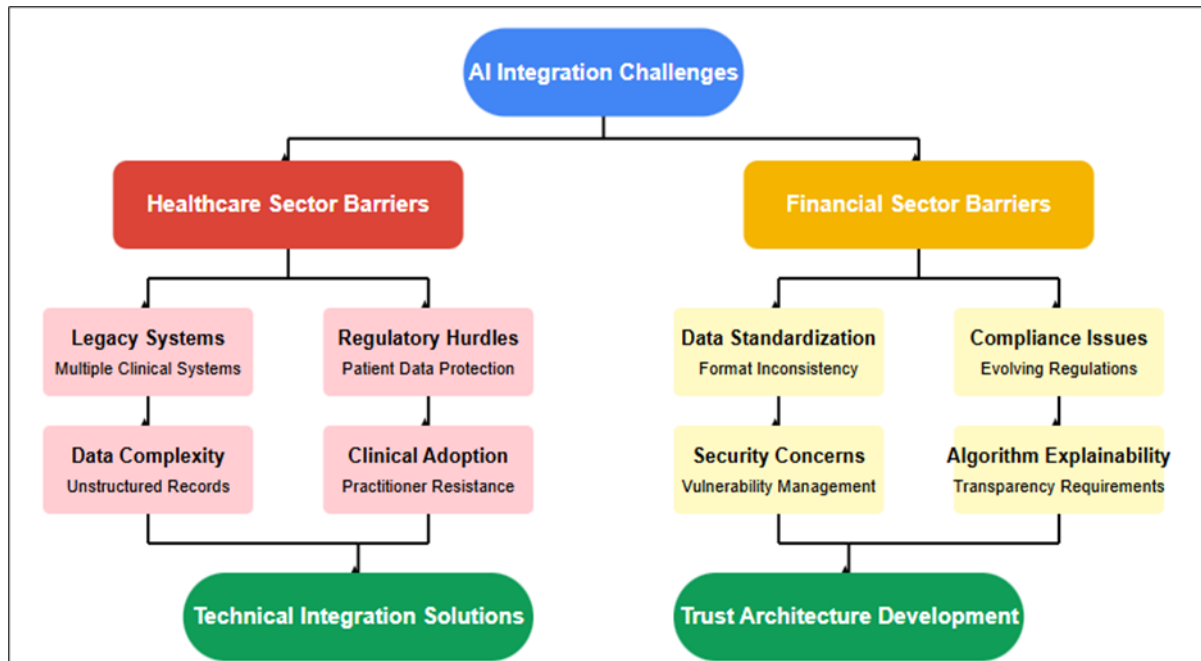 AI Integration Challenges
Healthcare Sector Barriers
Financial Sector Barriers
Legacy Systems
Multiple Clinical Systems
Regulatory Hurdles
Patient Data Protection
Data Standardization
Format Inconsistency
Compliance Issues
Evolving Regulations
Data Complexity
Unstructured Records
Clinical Adoption
Practitioner Resistance
Security Concerns
Vulnerability Management
Algorithm Explainability
Transparency Requirements
Technical Integration Solutions
Trust Architecture Development